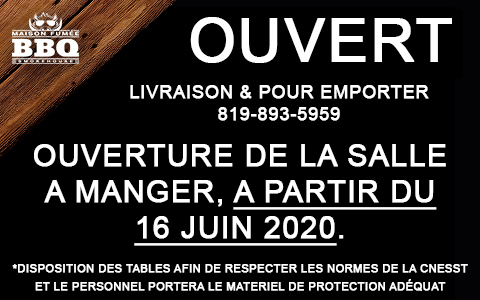 MAISON FUMÉE
BBQ
SMOKEHOUSE
OUVERT
LIVRAISON & POUR EMPORTER
819-893-5959
OUVERTURE DE LA SALLE
A MANGER, A PARTIR DU
16 JUIN 2020.
*DISPOSITION DES TABLES AFIN DE RESPECTER LES NORMES DE LA CNESST
ET LE PERSONNEL PORTERA LE MATERIEL DE PROTECTION ADÉQUAT